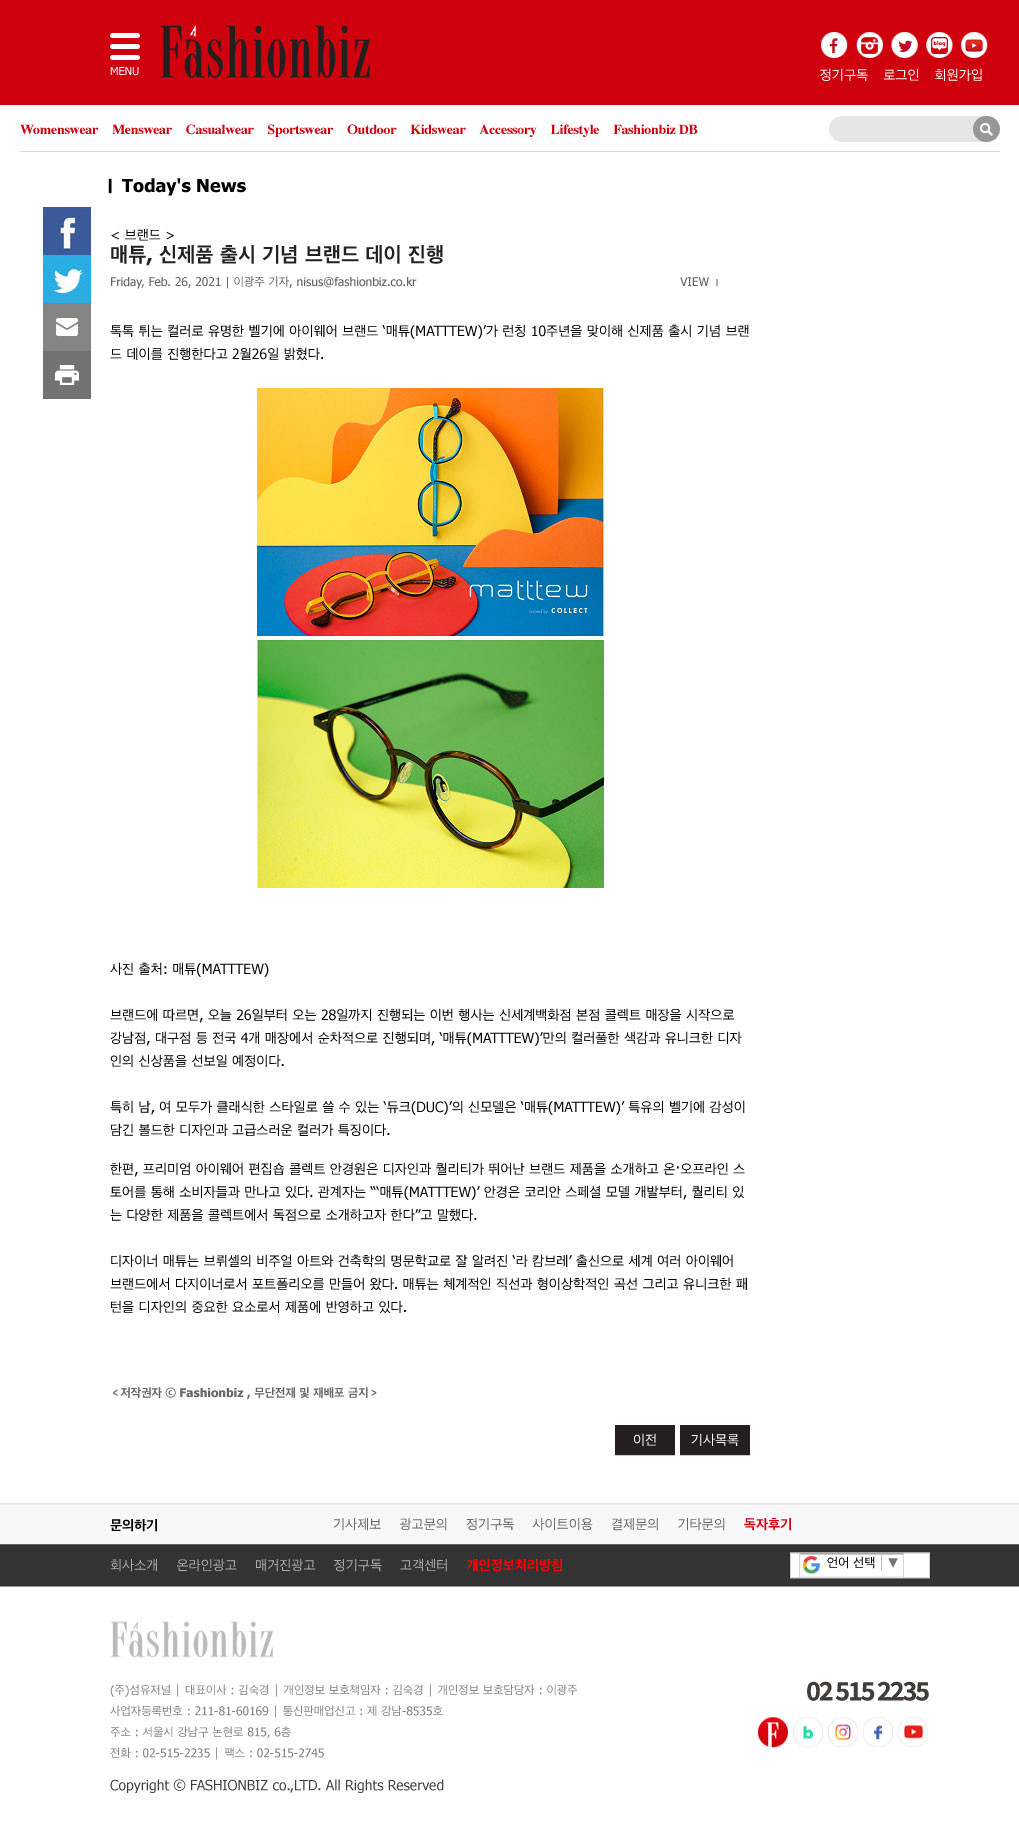 MENU
Fashionbiz
정기구독 로그인 회원가입
Womenswear Menswear Casualwear Sportswear Outdoor Kidswear Accessory Lifestyle Fashionbiz DB
Today's News
< 브랜드 >
매튜, 신제품 출시 기념 브랜드 데이 진행
Friday, Feb. 26, 2021 | 이광주 기자, nisus@fashionbiz.co.kr VIEW
톡톡 튀는 컬러로 유명한 벨기에 아이웨어 브랜드 ‘매튜(MATTTEW)’가 런칭 10주년을 맞이해 신제품 출시 기념 브랜
드 데이를 진행한다고 2월26일 밝혔다.
matttew
COLLECT
사진 출처: 매튜(MATTTEW)
브랜드에 따르면, 오늘 26일부터 오는 28일까지 진행되는 이번 행사는 신세계백화점 본점 콜렉트 매장을 시작으로
강남점, 대구점 등 전국 4개 매장에서 순차적으로 진행되며, ‘매튜(MATTTEW)’만의 컬러풀한 색감과 유니크한 디자
인의 신상품을 선보일 예정이다.
특히 남, 여 모두가 클래식한 스타일로 쓸 수 있는 ‘듀크(DUC)’의 신모델은 ‘매튜(MATTTEW)’ 특유의 벨기에 감성이
담긴 볼드한 디자인과 고급스러운 컬러가 특징이다.
한편, 프리미엄 아이웨어 편집숍 콜렉트 안경원은 디자인과 퀄리티가 뛰어난 브랜드 제품을 소개하고 온·오프라인 스
토어를 통해 소비자들과 만나고 있다. 관계자는 “‘매튜(MATTTEW)’ 안경은 코리안 스페셜 모델 개발부터, 퀄리티 있
는 다양한 제품을 콜렉트에서 독점으로 소개하고자 한다”고 말했다.
디자이너 매튜는 브뤼셀의 비주얼 아트와 건축학의 명문학교로 잘 알려진 ‘라 캄브레’ 출신으로 세계 여러 아이웨어
브랜드에서 다지이너로서 포트폴리오를 만들어 왔다. 매튜는 체계적인 직선과 형이상학적인 곡선 그리고 유니크한 패
턴을 디자인의 중요한 요소로서 제품에 반영하고 있다.
<저작권자 ⓒ Fashionbiz , 무단전재 및 재배포 금지>
이전 기사목록
문의하기 기사제보 광고문의 정기구독 사이트이용 결제문의 기타문의 독자후기
회사소개 온라인광고 매거진광고 정기구독 고객센터 개인정보처리방침 언어 선택 ▼
Fashionbiz
(주)섬유저널 | 대표이사 : 김숙경 | 개인정보 보호책임자 : 김숙경 | 개인정보 보호담당자 : 이광주
사업자등록번호 : 211-81-60169 | 통신판매업신고 : 제 강남-8535호
주소 : 서울시 강남구 논현로 815, 6층
전화 : 02-515-2235 | 팩스 : 02-515-2745
02 515 2235
Copyright © FASHIONBIZ co.,LTD. All Rights Reserved